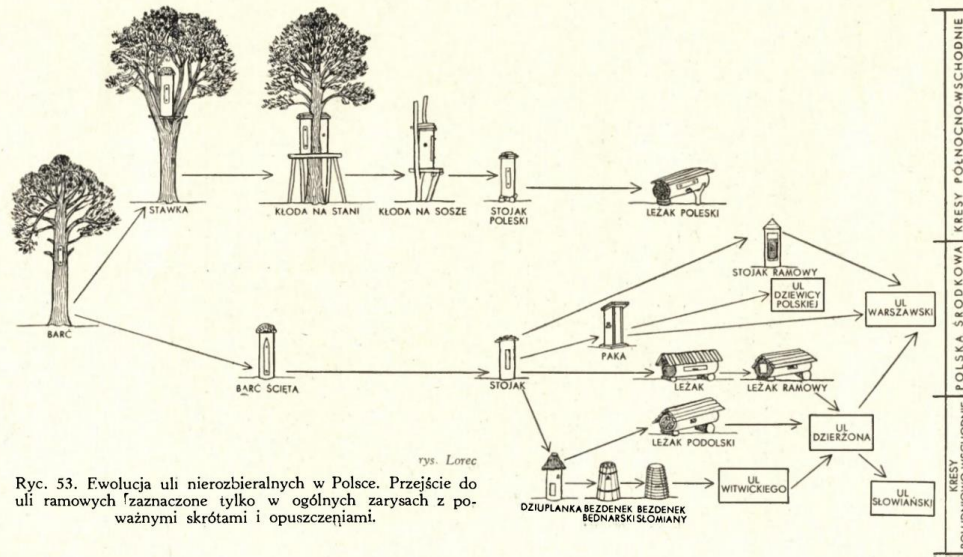 STAWKA
KŁODA NA STANI
KŁODA NA SOSZE
STOJAK
POLESKI
LEŻAK POLESKI
BARĆ
BARĆ ŚCIĘTA
STOJAK
STOJAK RAMOWY
UL
DZIEWICY
POLSKIEJ
UL
WARSZAWSKI
PAKA
LEŻAK
LEŻAK RAMOWY
LEŻAK PODOLSKI
UL
DZIERŻONA
DZIUPLANKA
BEZDENEK
BEDNARSKI
BEZDENEK
SŁOMIANY
UL
WITWICKIEGO
UL
SŁOWIAŃSKI
KRESY PÓŁNOCNO-WSCHODNIE
POLSKA ŚRODKOWA
KRESY
POŁUDNIOWO-WSCHODNIE
rys. Lorec
Ryc. 53. Ewolucja uli nierozbieralnych w Polsce. Przejście do
uli ramowych zaznaczone tylko w ogólnych zarysach z po-
ważnymi skrótami i opuszczeniami.